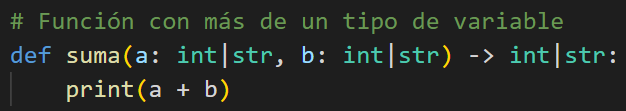 # Función con más de un tipo de variable
def suma(a: int|str, b: int|str) -> int|str:
    print(a + b)